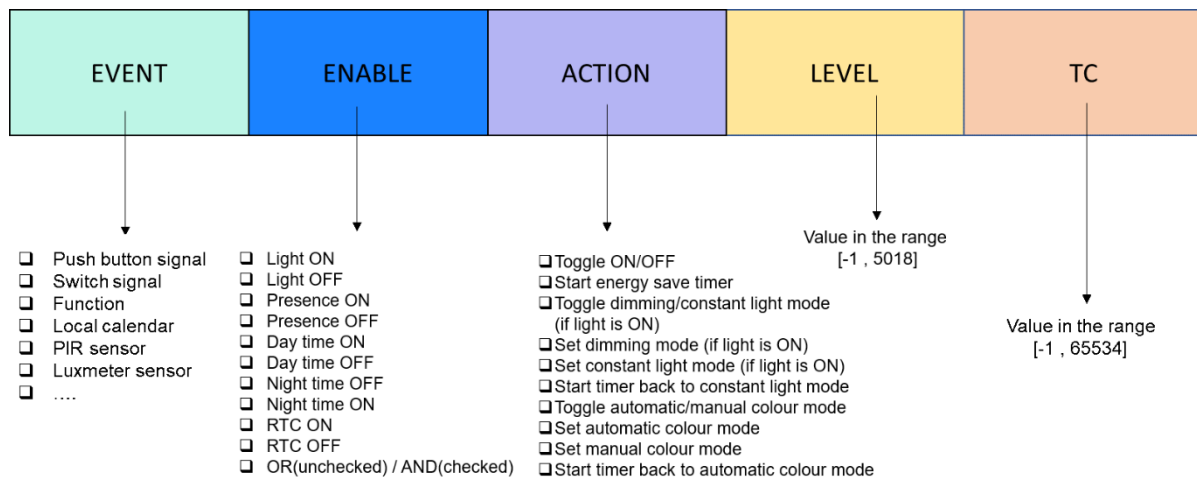 EVENT
ENABLE
ACTION
LEVEL
TC
Push button signal
Switch signal
Function
Local calendar
PIR sensor
Luxmeter sensor
....
Light ON
Light OFF
Presence ON
Presence OFF
Day time ON
Day time OFF
Night time OFF
Night time ON
RTC ON
RTC OFF
OR(unchecked) / AND(checked)
Toggle ON/OFF
Start energy save timer
Toggle dimming/constant light mode
(if light is ON)
Set dimming mode (if light is ON)
Set constant light mode (if light is ON)
Start timer back to constant light mode
Toggle automatic/manual colour mode
Set automatic colour mode
Set manual colour mode
Start timer back to automatic colour mode
Value in the range
[-1 , 5018]
Value in the range
[-1 , 65534]